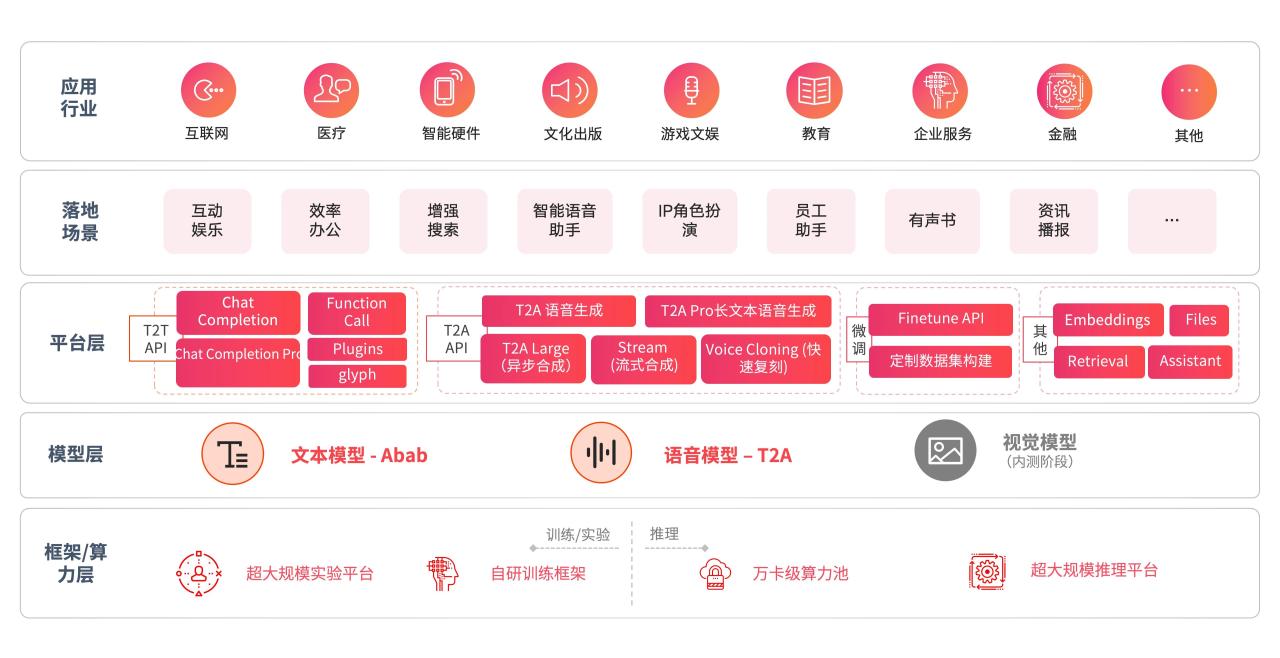 应用
行业
互联网
医疗
智能硬件
文化出版
游戏文娱
教育
企业服务
金融
其他
落地
场景
互动
娱乐
效率
办公
增强
搜索
智能语音
助手
IP角色扮
演
员工
助手
有声书
资讯
播报
...
平台层
T2T
API
Chat
Completion
Function
Call
Chat Completion Pro
Plugins
glyph
T2A
API
T2A 语音生成
T2A Pro长文本语音生成
T2A Large
（异步合成）
Stream
(流式合成)
Voice Cloning (快
速复刻)
微
调
Finetune API
定制数据集构建
其
他
Embeddings
Files
Retrieval
Assistant
模型层
文本模型 - Abab
语音模型 – T2A
视觉模型
（内测阶段）
框架/算
力层
训练/实验
推理
超大规模实验平台
自研训练框架
万卡级算力池
超大规模推理平台